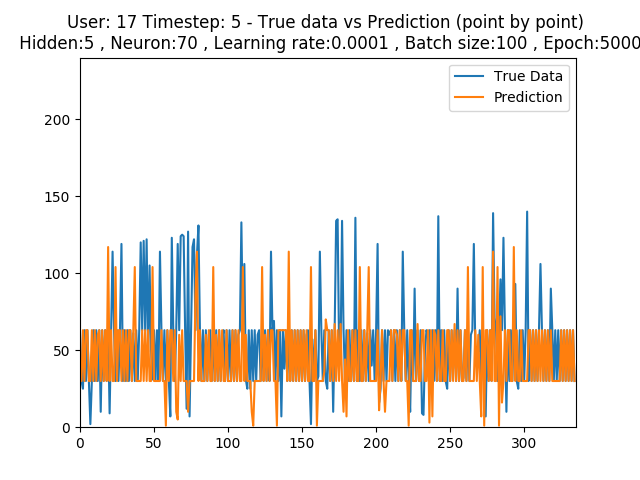 User: 17 Timestep: 5 - True data vs Prediction (point by point)
Hidden:5 , Neuron:70 , Learning rate:0.0001 , Batch size:100 , Epoch:5000
True Data
Prediction
200
150
100
50
0
0 50 100 150 200 250 300